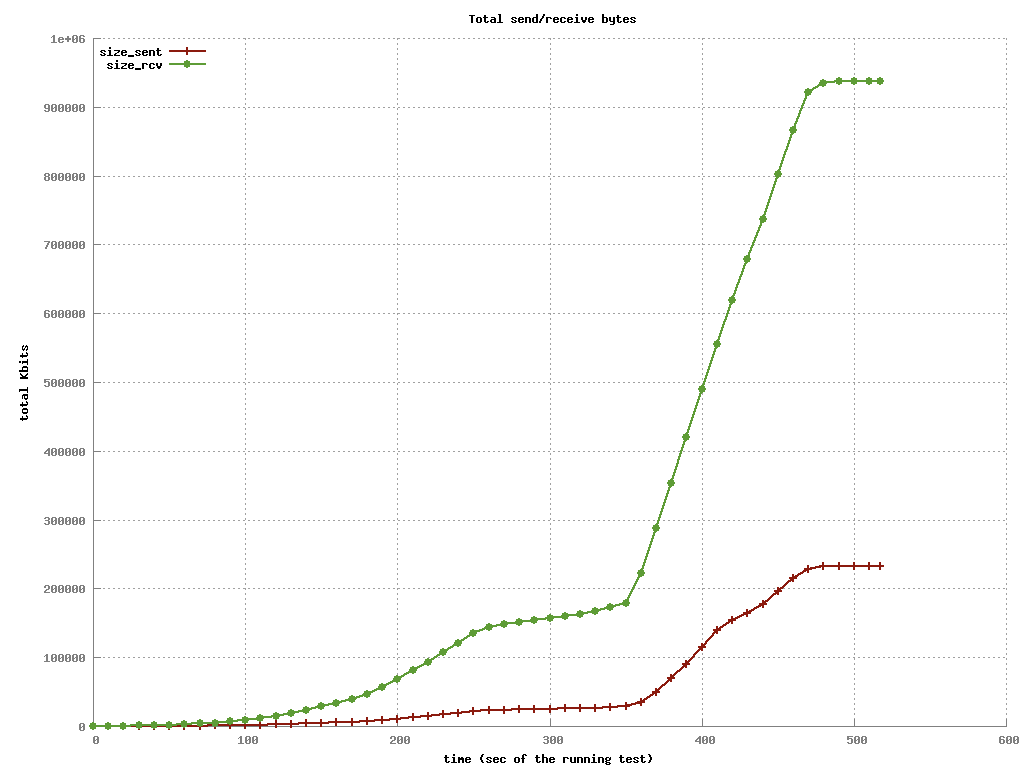 Total send/receive bytes
1e+06
size_sent
size_rcv
900000
800000
700000
600000
500000
400000
300000
200000
100000
0
total Kbits
0 100 200 300 400 500 600
time (sec of the running test)